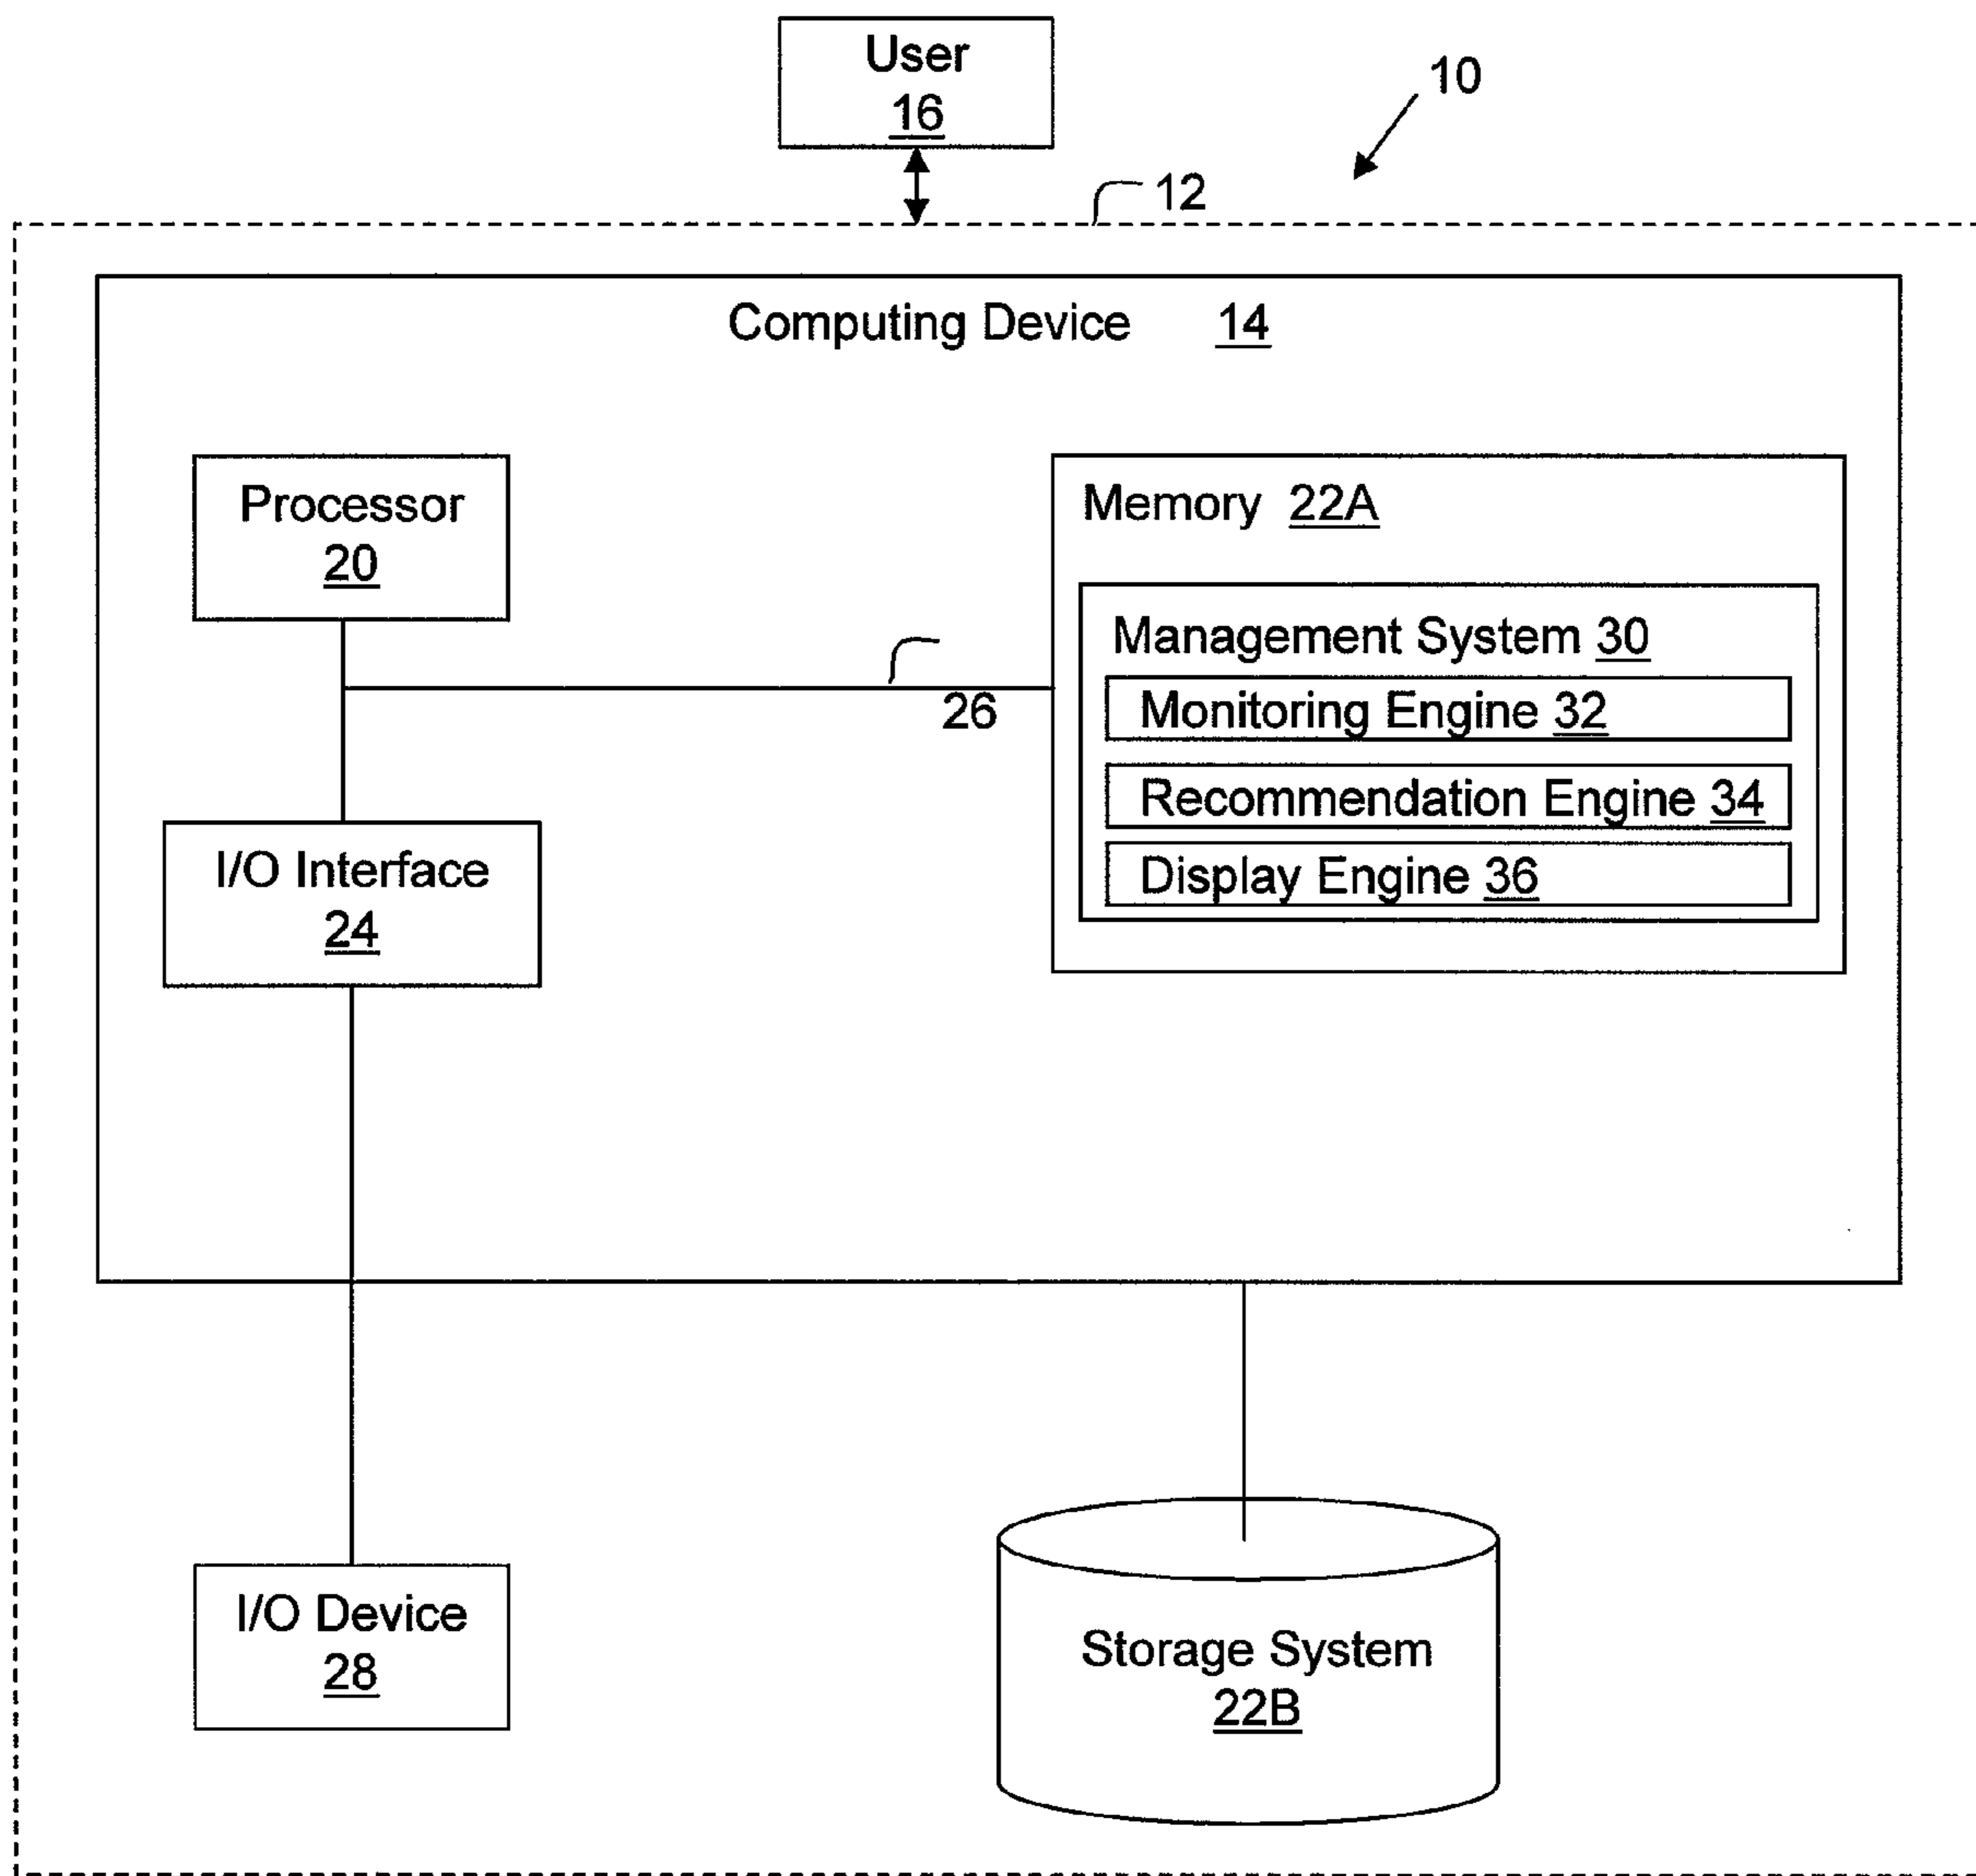 User
16
10
12
Computing Device 14
Processor
20
Memory 22A
Management System 30
26
Monitoring Engine 32
Recommendation Engine 34
I/O Interface
24
Display Engine 36
I/O Device
28
Storage System
22B